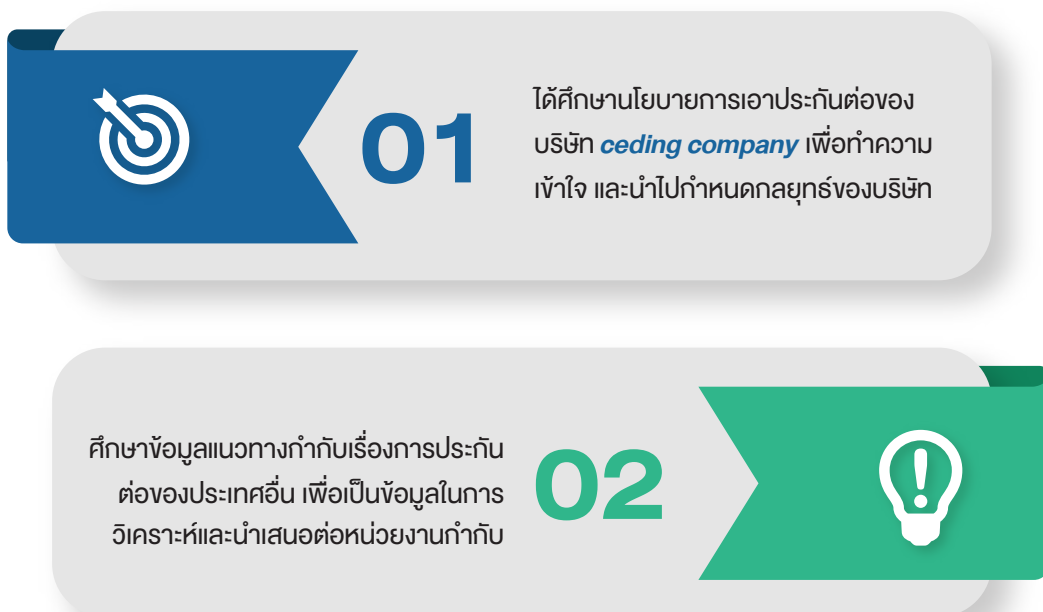 01
ได้ศึกษานโยบายการเอาประกันต่อของ
บริษัท ceding company เพื่อทำความ
เข้าใจ และนำไปกำหนดกลยุทธ์ของบริษัท
ศึกษาข้อมูลแนวทางกำกับเรื่องการประกัน
ต่อของประเทศอื่น เพื่อเป็นข้อมูลในการ
วิเคราะห์และนำเสนอต่อหน่วยงานกำกับ
02